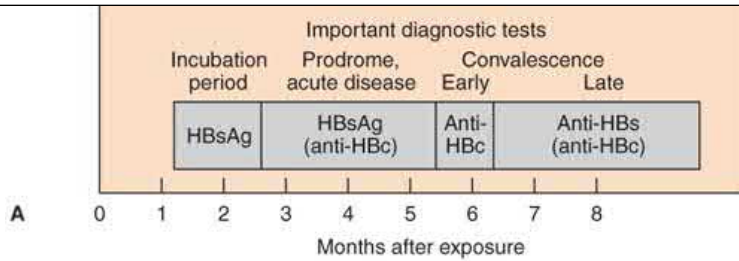 Important diagnostic tests
Incubation period
Prodrome, acute disease
Convalescence
Early
Late
HBsAg
HBsAg (anti-HBc)
Anti-HBc
Anti-HBs (anti-HBc)
A
0 1 2 3 4 5 6 7 8
Months after exposure